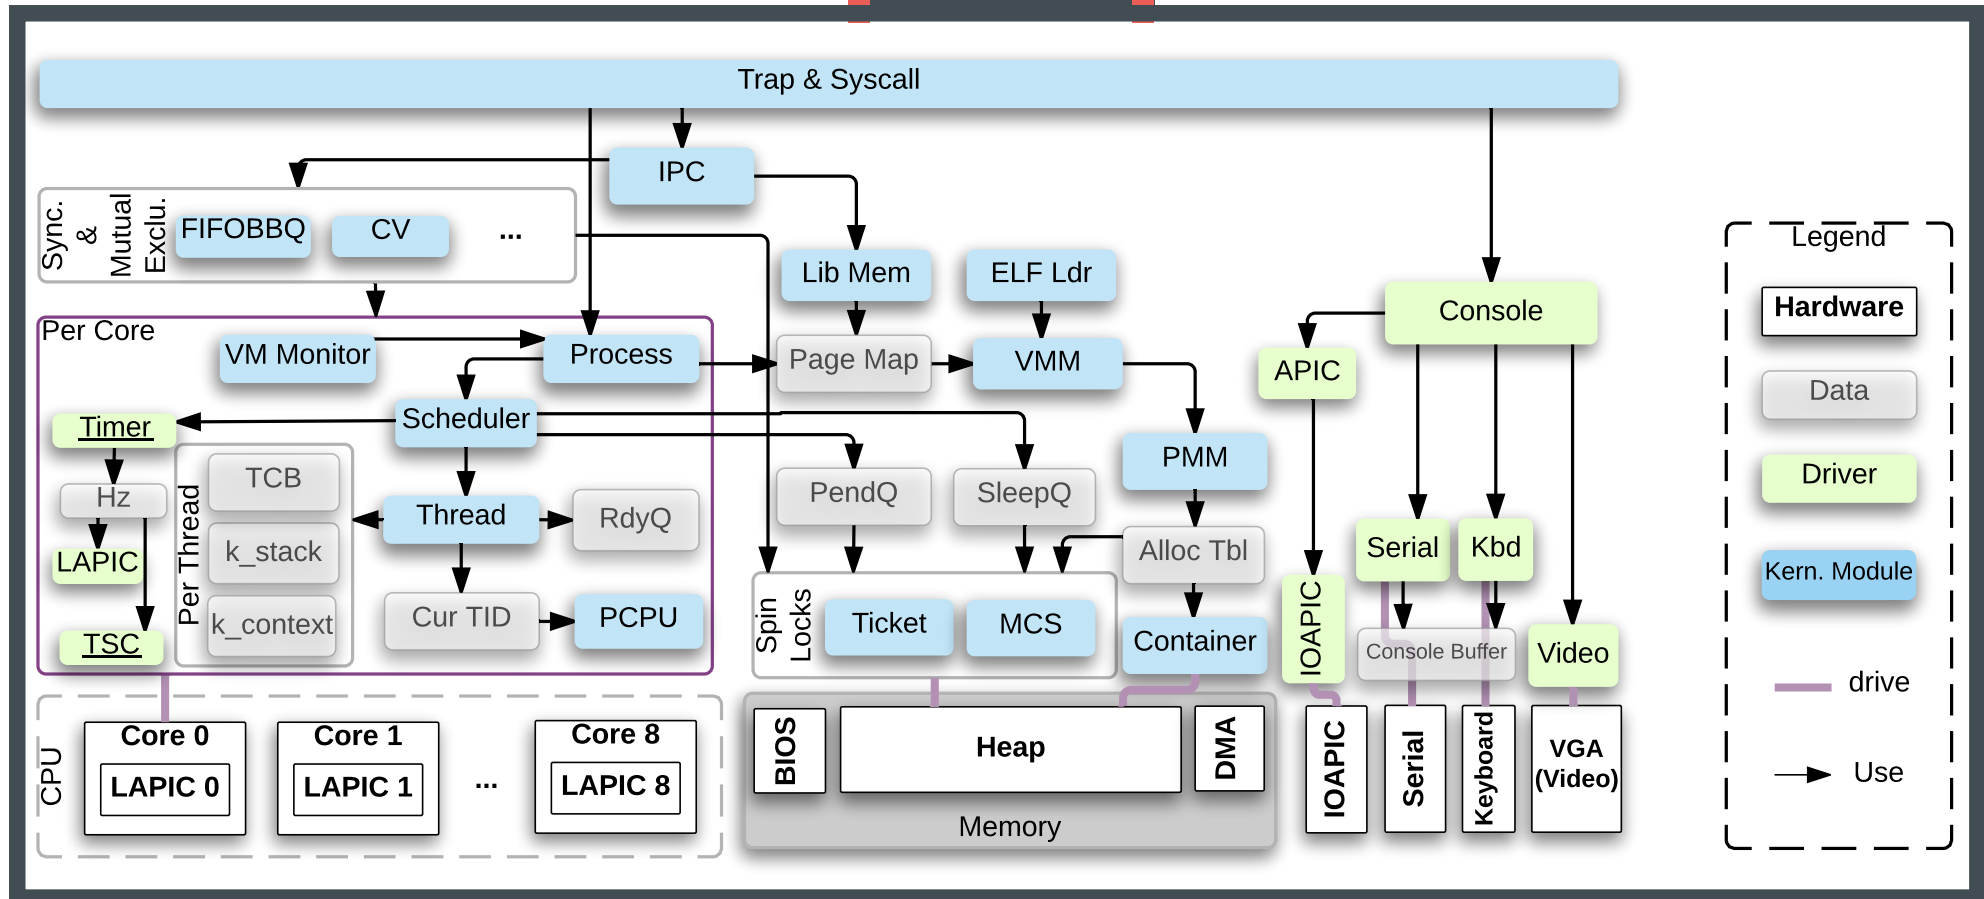 Trap & Syscall
IPC
Sync.
&
Mutual
Exclu.
FIFOBBQ
CV
...
Lib Mem
ELF Ldr
Console
Per Core
VM Monitor
Process
Page Map
VMM
APIC
Timer
Scheduler
PMM
Hz
LAPIC
TSC
Per Thread
TCB
k_stack
k_context
Thread
RdyQ
Cur TID
PCPU
PendQ
SleepQ
Alloc Tbl
Spin
Locks
Ticket
MCS
Container
IOAPIC
Serial
Kbd
Console Buffer
Video
CPU
Core 0
LAPIC 0
Core 1
LAPIC 1
...
Core 8
LAPIC 8
BIOS
Heap
DMA
Memory
IOAPIC
Serial
Keyboard
VGA
(Video)
Legend
Hardware
Data
Driver
Kern. Module
drive
Use